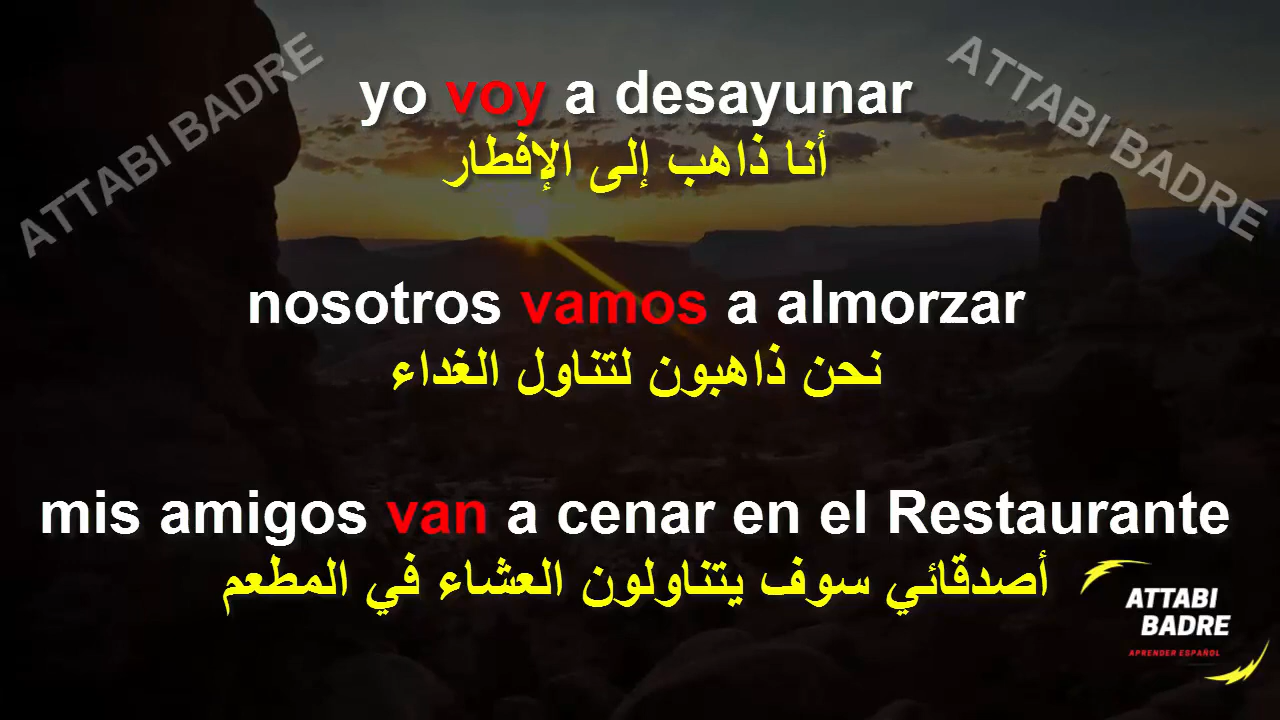 ATTABI BADRE
ATTABI BADRE
yo voy a desayunar
أنا ذاهب إلى الإفطار
nosotros vamos a almorzar
نحن ذاهبون لتناول الغداء
mis amigos van a cenar en el Restaurante
أصدقائي سوف يتناولون العشاء في المطعم
ATTABI
BADRE
APRENDER ESPAÑOL